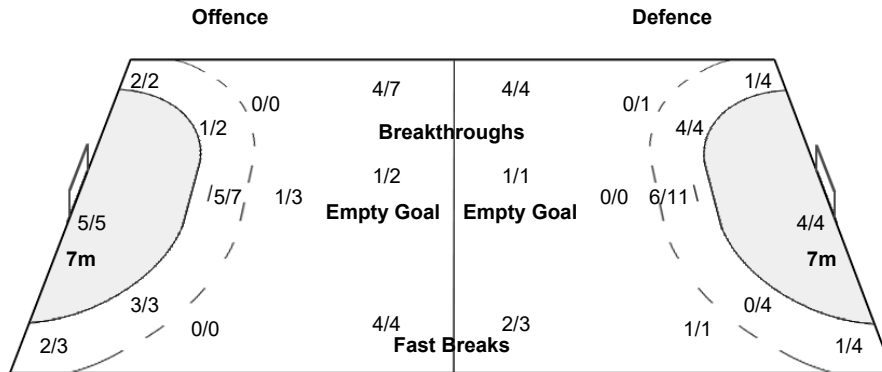 Offence Defence
2/2 4/7 4/4 1/4
0/0 0/1
1/2 Breakthroughs 4/4
1/2 1/1
5/7 1/3 0/0 6/11
Empty Goal Empty Goal
5/5 4/4
7m 7m
3/3 0/4
0/0 4/4 2/3 1/1
2/3 Fast Breaks 1/4